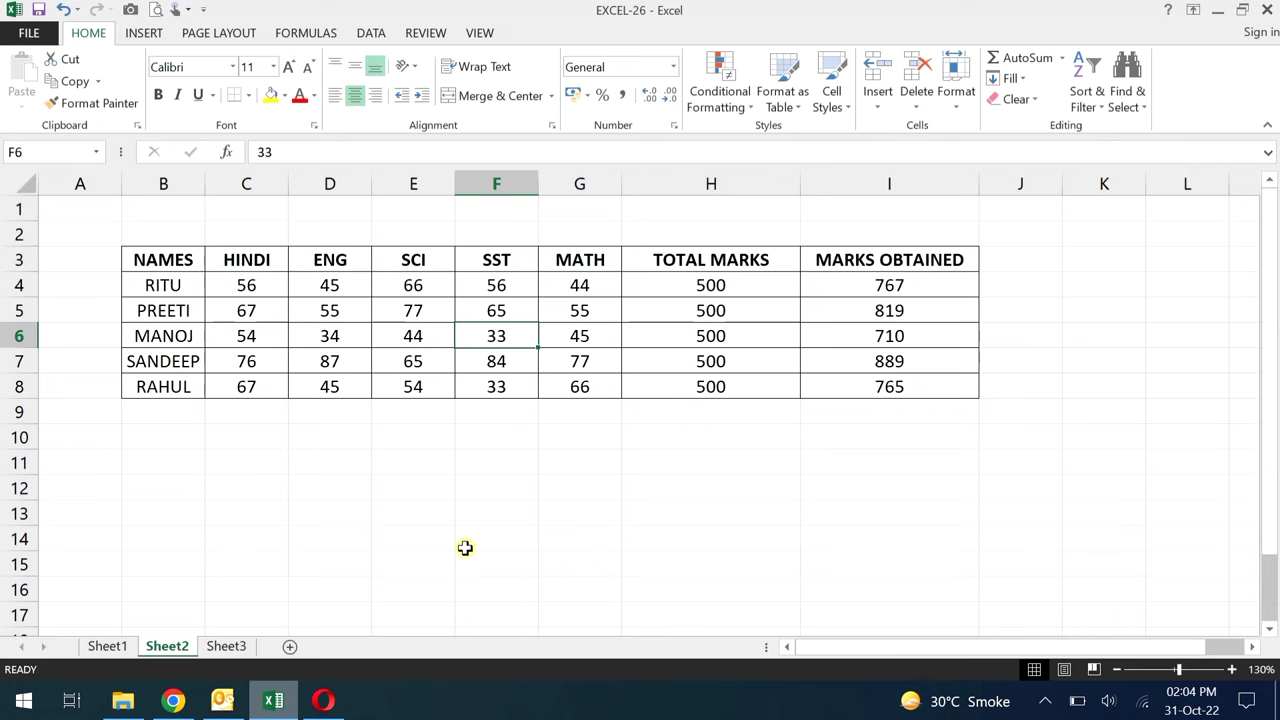 EXCEL-26 - Excel
FILE HOME INSERT PAGE LAYOUT FORMULAS DATA REVIEW VIEW Sign in
Paste Cut Copy Format Painter Clipboard
Calibri 11 B I U A Font
Wrap Text Merge & Center Alignment
General % Number
Conditional Formatting Format as Table Cell Styles Styles
Insert Delete Format Cells
AutoSum Fill Clear Sort & Filter Find & Select Editing
F6 fx 33
A B C D E F G H I J K L
1
2
3 NAMES HINDI ENG SCI SST MATH TOTAL MARKS MARKS OBTAINED
4 RITU 56 45 66 56 44 500 767
5 PREETI 67 55 77 65 55 500 819
6 MANOJ 54 34 44 33 45 500 710
7 SANDEEP 76 87 65 84 77 500 889
8 RAHUL 67 45 54 33 66 500 765
9
10
11
12
13
14
15
16
17
Sheet1 Sheet2 Sheet3
READY 130%
30°C Smoke 02:04 PM
31-Oct-22